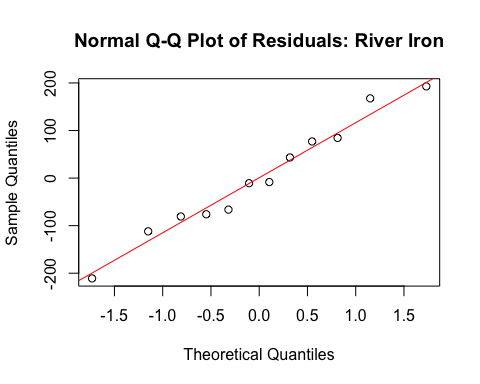 Normal Q-Q Plot of Residuals: River Iron
Sample Quantiles
200
100
0
-100
-200
-1.5 -1.0 -0.5 0.0 0.5 1.0 1.5
Theoretical Quantiles